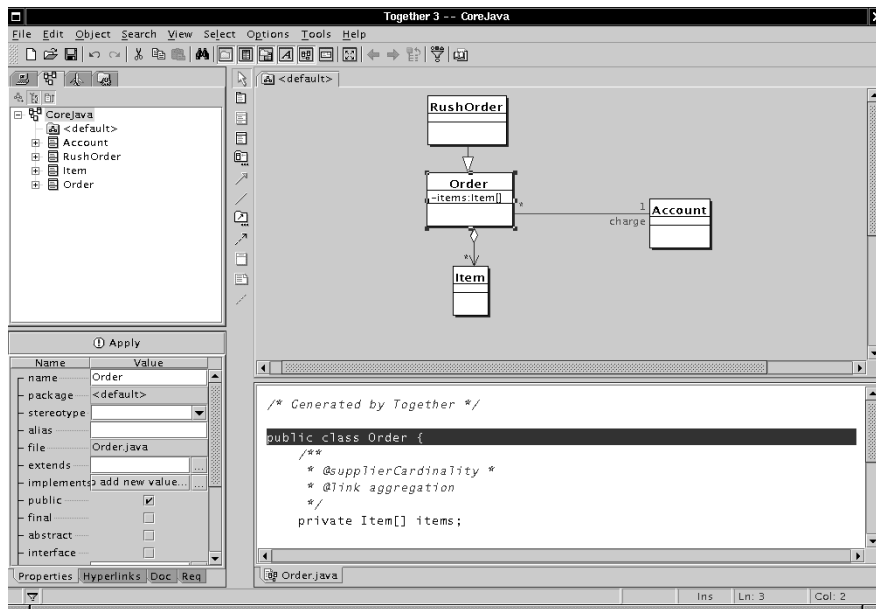 Together 3 -- CoreJava
File Edit Object Search View Select Options Tools Help
<default>
CoreJava
<default>
Account
RushOrder
Item
Order
RushOrder
Order
-items:Item[]
*
1
charge
Account
*
Item
Apply
Name Value
name Order
package <default>
stereotype
alias
file Order.java
extends ...
implements add new value... ...
public
final
abstract
interface
Properties Hyperlinks Doc Req
/* Generated by Together */
public class Order {
/**
* @supplierCardinality *
* @link aggregation
*/
private Item[] items;
Order.java
Ins Ln: 3 Col: 2